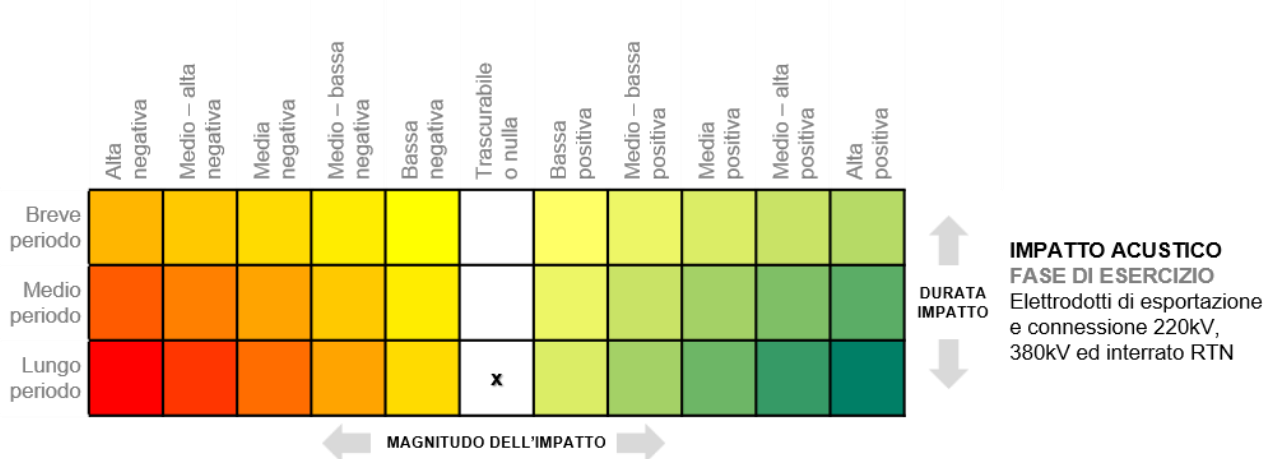 Alta
negativa
Medio – alta
negativa
Media
negativa
Medio – bassa
negativa
Bassa
negativa
Trascurabile
o nulla
Bassa
positiva
Medio – bassa
positiva
Media
positiva
Medio – alta
positiva
Alta
positiva
Breve
periodo
Medio
periodo
Lungo
periodo
x
DURATA
IMPATTO
MAGNITUDO DELL'IMPATTO
IMPATTO ACUSTICO
FASE DI ESERCIZIO
Elettrodotti di esportazione
e connessione 220kV,
380kV ed interrato RTN